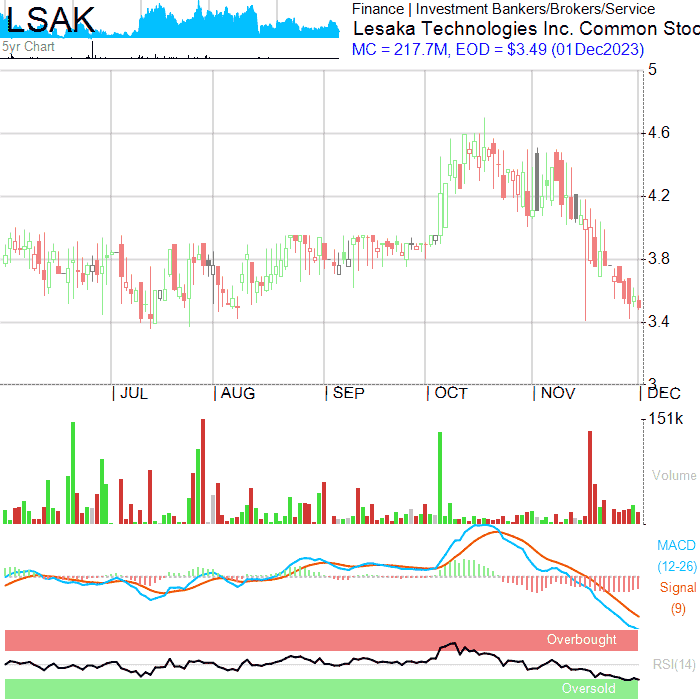 LSAK
5yr Chart
Finance | Investment Bankers/Brokers/Service
Lesaka Technologies Inc. Common Stoc
MC = 217.7M, EOD = $3.49 (01Dec2023)
5
4.6
4.2
3.8
3.4
3
JUL AUG SEP OCT NOV DEC
151k
Volume
MACD
(12-26)
Signal
(9)
Overbought
RSI(14)
Oversold